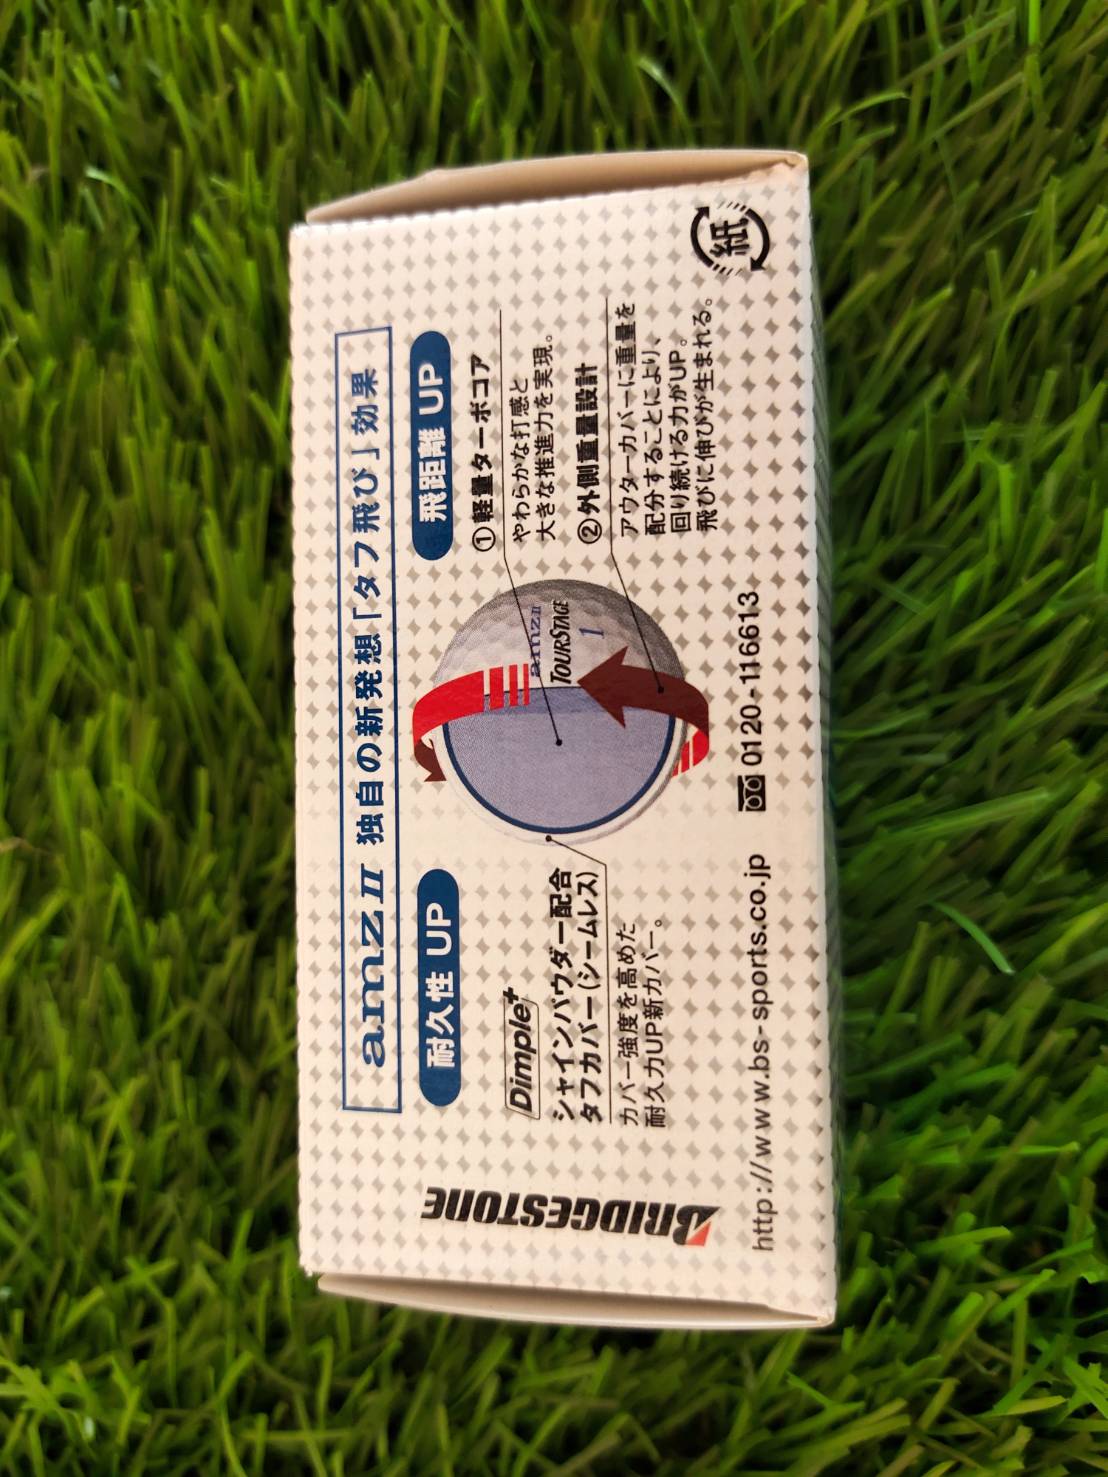 amz II 独自の新発想「タフ飛び」効果
耐久性 UP
Dimple+
シャインパウダー配合
タフカバー(シームレス)
カバー強度を高めた
耐久力UP新カバー。
amz II
TOURSTAGE
1
飛距離 UP
①軽量ターボコア
やわらかな打感と
大きな推進力を実現。
②外側重量設計
アウターカバーに重量を
配分することにより、
回り続ける力がUP。
飛びに伸びが生まれる。
BRIDGESTONE
http://www.bs-sports.co.jp
0120-116613
紙